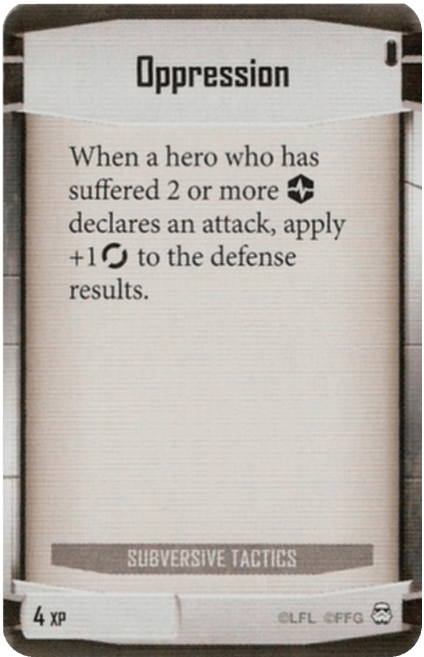 Oppression
When a hero who has
suffered 2 or more
declares an attack, apply
+1 to the defense
results.
SUBVERSIVE TACTICS
4 XP
©LFL ©FFG